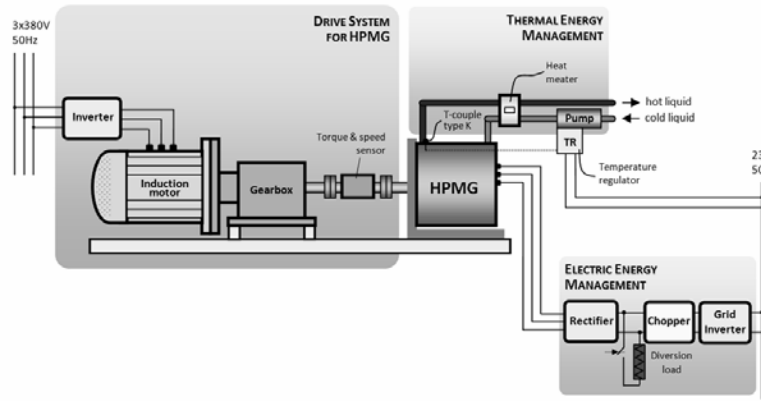 3x380V
50Hz
DRIVE SYSTEM
FOR HPMG
THERMAL ENERGY
MANAGEMENT
Heat
meater
hot liquid
cold liquid
Inverter
T-couple
type K
Pump
TR
Torque & speed
sensor
Temperature
regulator
Induction
motor
Gearbox
HPMG
ELECTRIC ENERGY
MANAGEMENT
Rectifier
Chopper
Grid
Inverter
Diversion
load